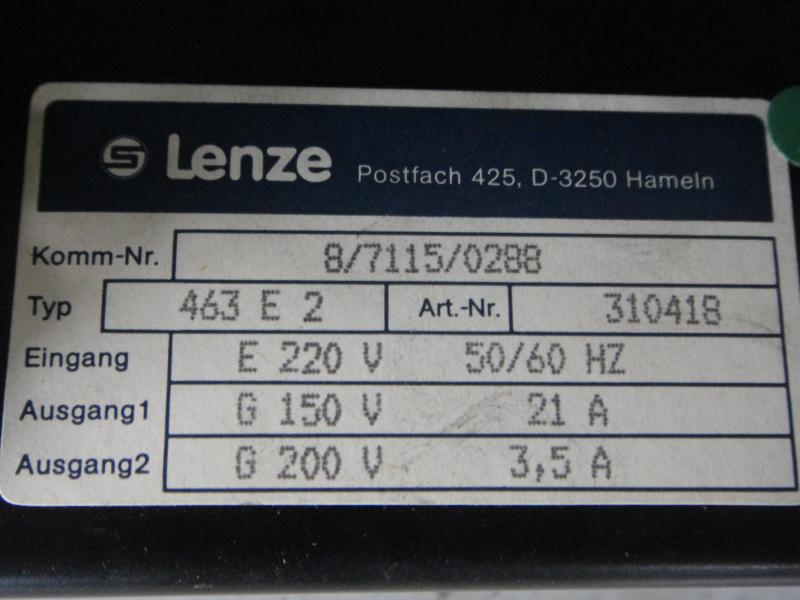 Lenze Postfach 425, D-3250 Hameln
Komm-Nr. 8/7115/0288
Typ 463 E 2 Art.-Nr. 310418
Eingang E 220 V 50/60 HZ
Ausgang1 G 150 V 21 A
Ausgang2 G 200 V 3,5 A